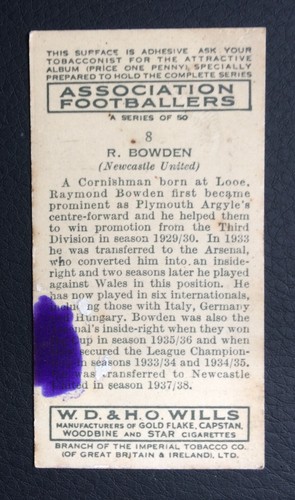 THIS SURFACE IS ADHESIVE ASK YOUR
TOBACCONIST FOR THE ATTRACTIVE
ALBUM (PRICE ONE PENNY) SPECIALLY
PREPARED TO HOLD THE COMPLETE SERIES
ASSOCIATION
FOOTBALLERS
A SERIES OF 50
8
R. BOWDEN
(Newcastle United)
A Cornishman born at Looe,
Raymond Bowden first became
prominent as Plymouth Argyle's
centre-forward and he helped them
to win promotion from the Third
Division in season 1929/30. In 1933
he was transferred to the Arsenal,
who converted him into an inside-
right and two seasons later he played
against Wales in this position. He
has now played in six internationals,
those with Italy, Germany
Hungary. Bowden was also the
inside-right when they won
in 1935/36 and when
secured the League Champion-
seasons 1933/34 and 1934/35.
was transferred to Newcastle
in season 1937/38.
W. D. & H. O. WILLS
MANUFACTURERS OF GOLD FLAKE, CAPSTAN,
WOODBINE AND STAR CIGARETTES
BRANCH OF THE IMPERIAL TOBACCO CO.
(OF GREAT BRITAIN & IRELAND), LTD.